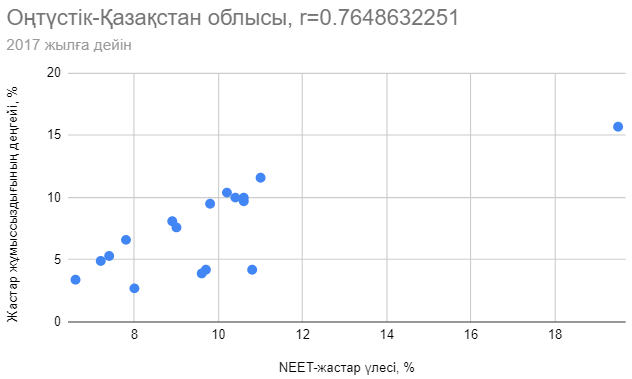 Оңтүстік-Қазақстан облысы, r=0.7648632251
2017 жылға дейін
Жастар жұмыссыздығының деңгейі, %
20
15
10
5
0
8
10
12
14
16
18
NEET-жастар үлесі, %